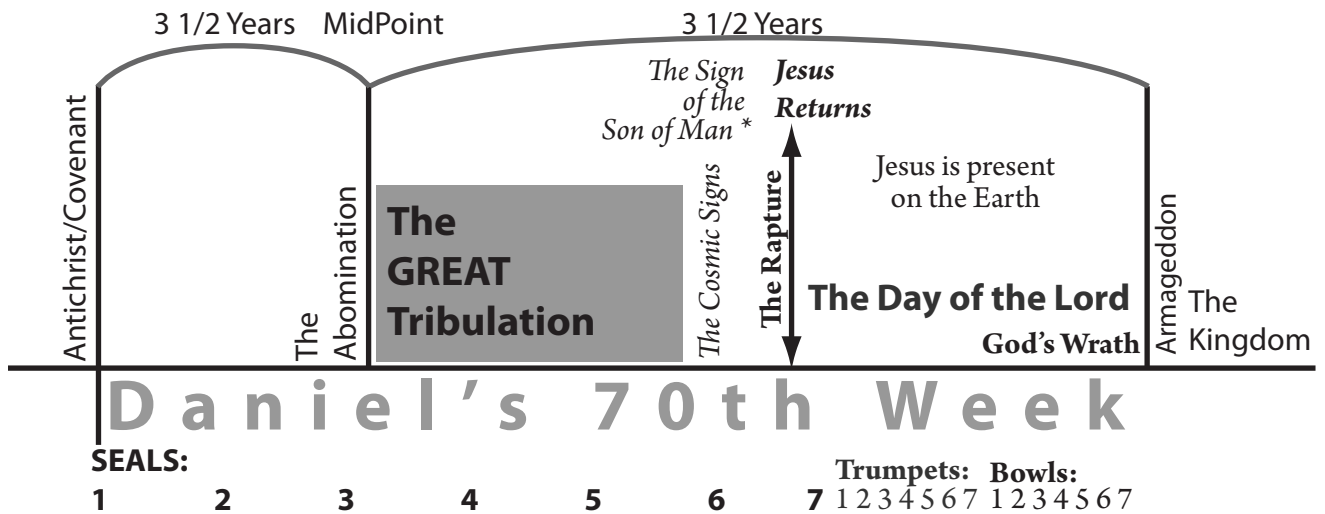 3 1/2 Years MidPoint 3 1/2 Years
The Sign
of the
Son of Man *
Jesus
Returns
Antichrist/Covenant
The
Abomination
The
GREAT
Tribulation
The Cosmic Signs
The Rapture
Jesus is present
on the Earth
The Day of the Lord
God's Wrath
Armageddon
The
Kingdom
Daniel's 70th Week
SEALS:
1 2 3 4 5 6 7
Trumpets: Bowls:
1 2 3 4 5 6 7 1 2 3 4 5 6 7